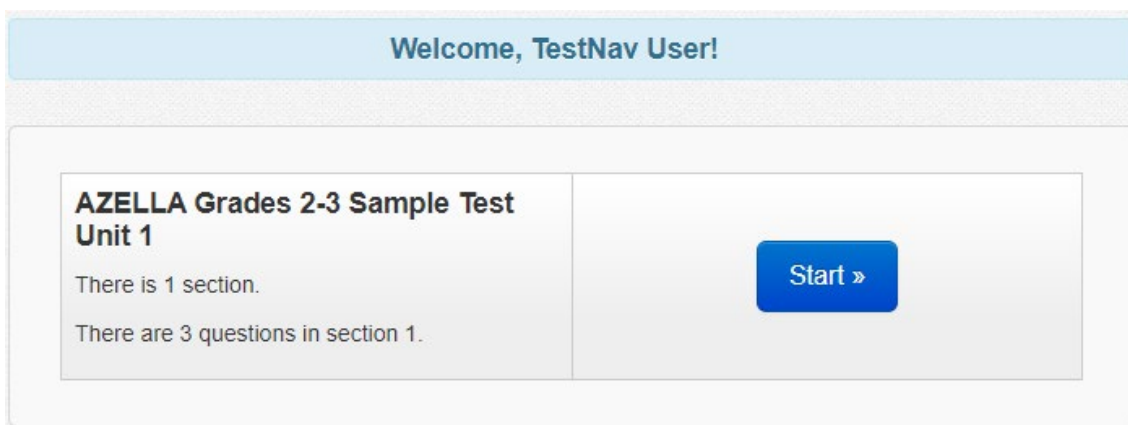 Welcome, TestNav User!
AZELLA Grades 2-3 Sample Test
Unit 1
There is 1 section.
There are 3 questions in section 1.
Start »